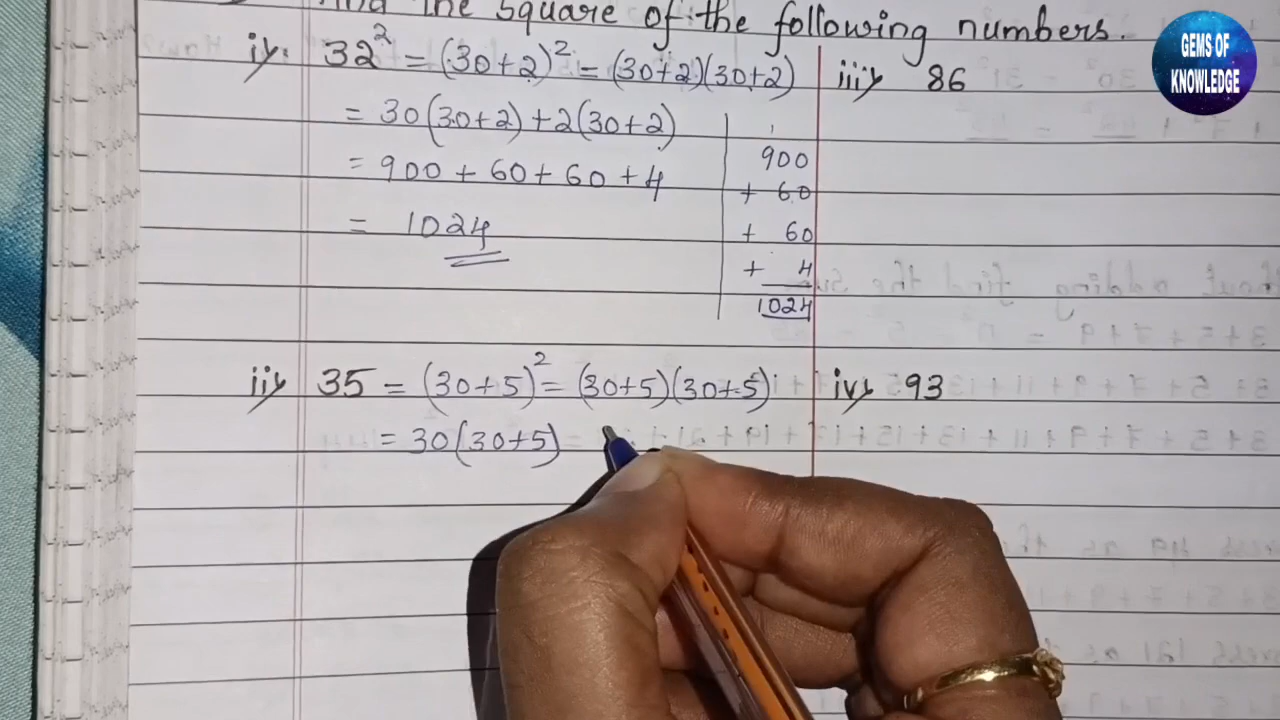 Find the square of the following numbers.
i). 32² = (30+2)² = (30+2)(30+2)
= 30(30+2)+2(30+2)
= 900 + 60 + 60 + 4
= 1024
1
900
+ 60
+ 60
+ 4
1024
ii) 35 = (30+5)² = (30+5)(30+5)
= 30(30+5)
iii) 86
iv) 93
GEMS OF
KNOWLEDGE